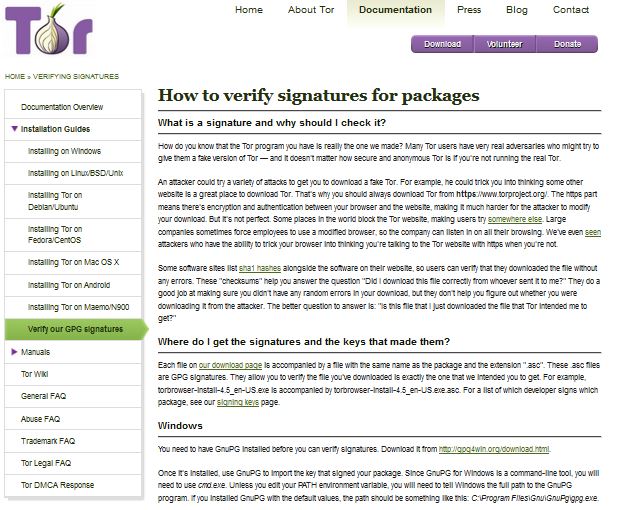 Tor
Home
About Tor
Documentation
Press
Blog
Contact
Download
Volunteer
Donate
HOME » VERIFYING SIGNATURES
Documentation Overview
Installation Guides
Installing on Windows
Installing on Linux/BSD/Unix
Installing Tor on
Debian/Ubuntu
Installing Tor on
Fedora/CentOS
Installing Tor on Mac OS X
Installing Tor on Android
Installing Tor on Maemo/N900
Verify our GPG signatures
Manuals
Tor Wiki
General FAQ
Abuse FAQ
Trademark FAQ
Tor Legal FAQ
Tor DMCA Response
How to verify signatures for packages
What is a signature and why should I check it?
How do you know that the Tor program you have is really the one we made? Many Tor users have very real adversaries who might try to
give them a fake version of Tor — and it doesn't matter how secure and anonymous Tor is if you're not running the real Tor.
An attacker could try a variety of attacks to get you to download a fake Tor. For example, he could trick you into thinking some other
website is a great place to download Tor. That's why you should always download Tor from https://www.torproject.org/. The https part
means there's encryption and authentication between your browser and the website, making it much harder for the attacker to modify
your download. But it's not perfect. Some places in the world block the Tor website, making users try somewhere else. Large
companies sometimes force employees to use a modified browser, so the company can listen in on all their browsing. We've even seen
attackers who have the ability to trick your browser into thinking you're talking to the Tor website with https when you're not.
Some software sites list sha1 hashes alongside the software on their website, so users can verify that they downloaded the file without
any errors. These "checksums" help you answer the question "Did I download this file correctly from whoever sent it to me?" They do a
good job at making sure you didn't have any random errors in your download, but they don't help you figure out whether you were
downloading it from the attacker. The better question to answer is: "Is this file that I just downloaded the file that Tor intended me to
get?"
Where do I get the signatures and the keys that made them?
Each file on our download page is accompanied by a file with the same name as the package and the extension ".asc". These .asc files
are GPG signatures. They allow you to verify the file you've downloaded is exactly the one that we intended you to get. For example,
torbrowser-install-4.5_en-US.exe is accompanied by torbrowser-install-4.5_en-US.exe.asc. For a list of which developer signs which
package, see our signing keys page.
Windows
You need to have GnuPG installed before you can verify signatures. Download it from http://gpg4win.org/download.html.
Once it's installed, use GnuPG to import the key that signed your package. Since GnuPG for Windows is a command-line tool, you will
need to use cmd.exe. Unless you edit your PATH environment variable, you will need to tell Windows the full path to the GnuPG
program. If you installed GnuPG with the default values, the path should be something like this: C:\Program Files\Gnu\GnuPg\gpg.exe.